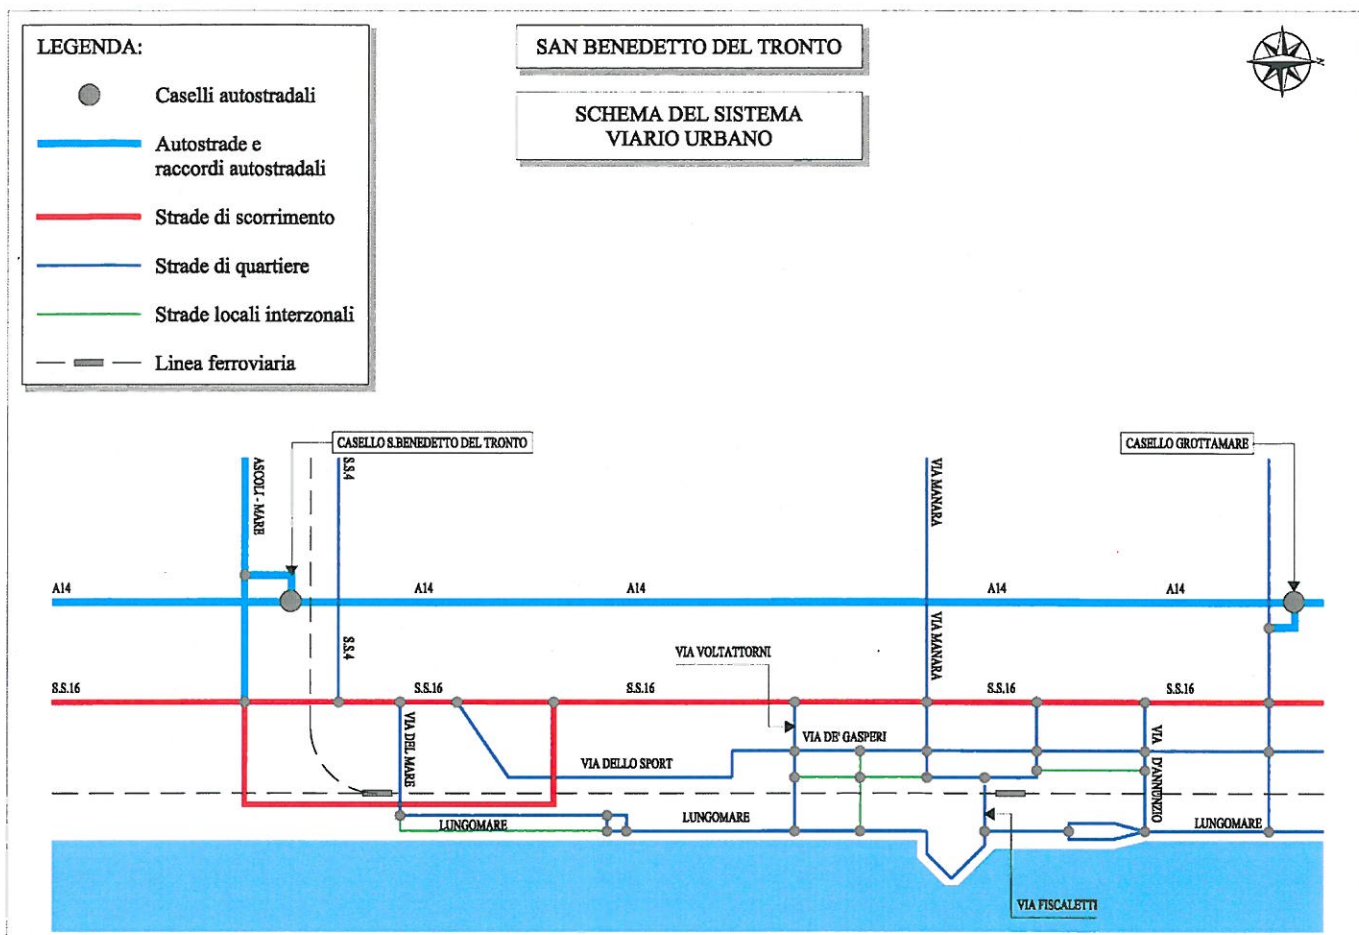 LEGENDA:
Caselli autostradali
Autostrade e
raccordi autostradali
Strade di scorrimento
Strade di quartiere
Strade locali interzonali
Linea ferroviaria
SAN BENEDETTO DEL TRONTO
SCHEMA DEL SISTEMA
VIARIO URBANO
N
CASELLO S.BENEDETTO DEL TRONTO
CASELLO GROTTAMARE
ASCOLI - MARE
S.S.4
VIA MANARA
A14
A14
A14
A14
A14
S.S.4
VIA MANARA
VIA VOLTATTORNI
S.S.16
S.S.16
S.S.16
S.S.16
S.S.16
VIA DEL MARE
VIA DE' GASPERI
VIA
D'ANUNZIO
VIA DELLO SPORT
LUNGOMARE
LUNGOMARE
LUNGOMARE
VIA FISCALETTI